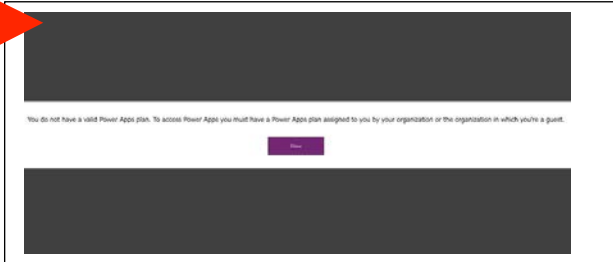 You do not have a valid Power Apps plan. To access Power Apps you must have a Power Apps plan assigned to you by your organization or the organization in which you're a guest.